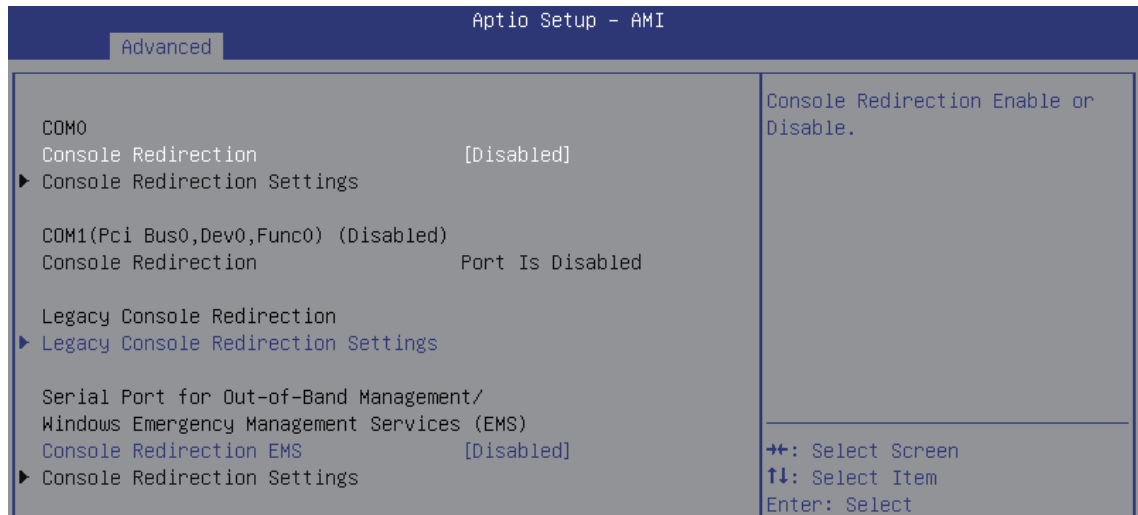 Aptio Setup – AMI
Advanced
COM0
Console Redirection [Disabled]
▶ Console Redirection Settings
COM1(Pci Bus0,Dev0,Func0) (Disabled)
Console Redirection Port Is Disabled
Legacy Console Redirection
▶ Legacy Console Redirection Settings
Serial Port for Out-of-Band Management/
Windows Emergency Management Services (EMS)
Console Redirection EMS [Disabled]
▶ Console Redirection Settings
Console Redirection Enable or
Disable.
→←: Select Screen
↑↓: Select Item
Enter: Select